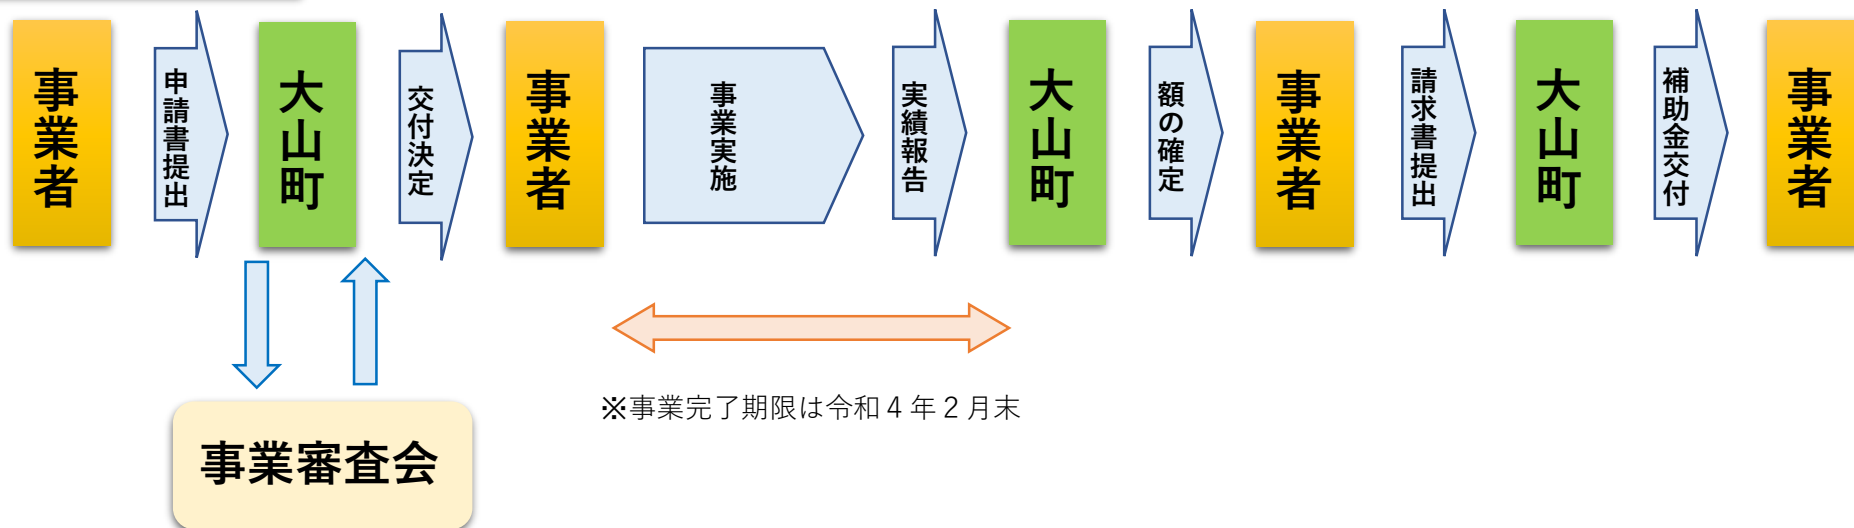 事業者
申請書提出
大山町
交付決定
事業者
事業実施
実績報告
大山町
額の確定
事業者
請求書提出
大山町
補助金交付
事業者
※事業完了期限は令和４年２月末
事業審査会